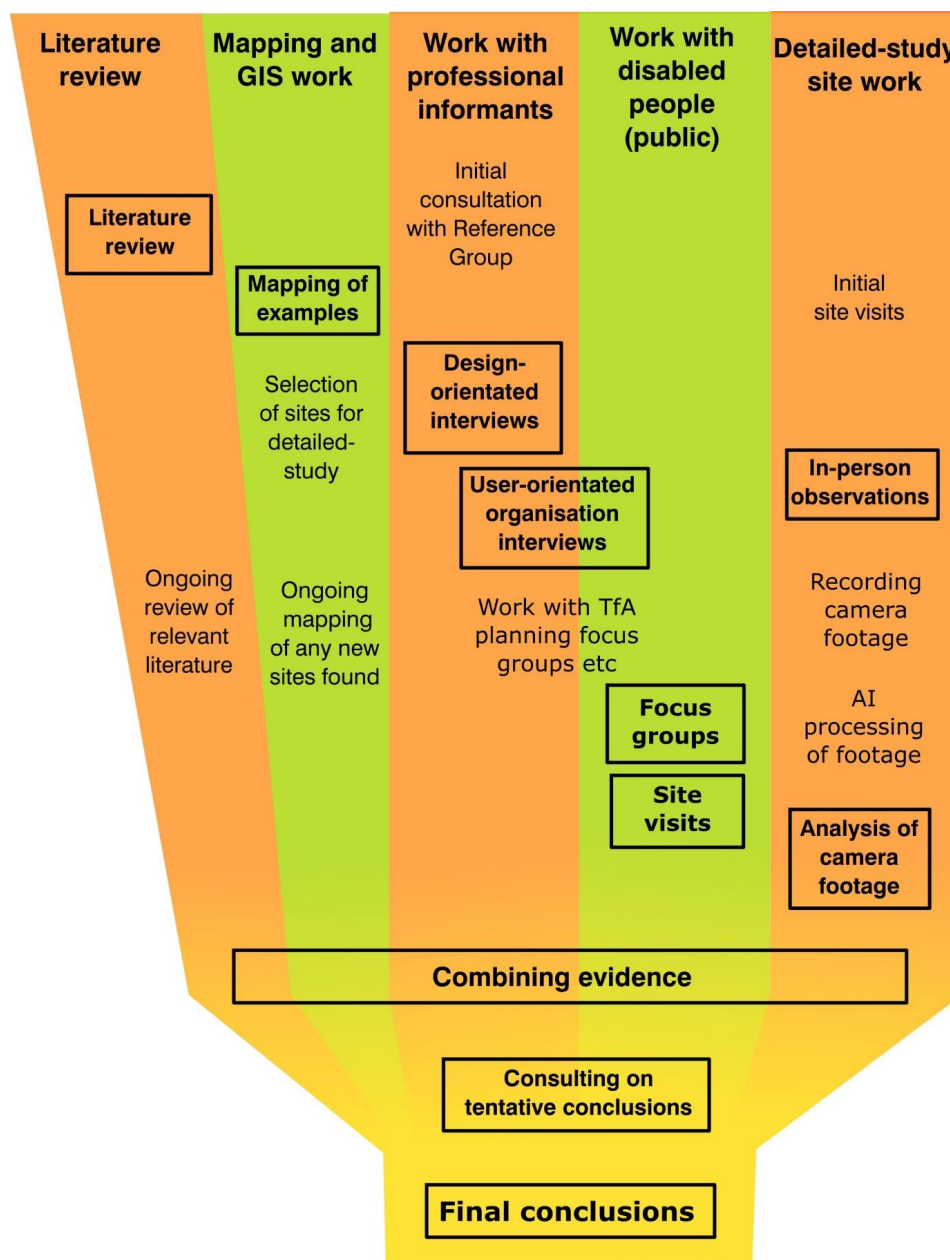 Literature
review
Mapping and
GIS work
Work with
professional
informants
Work with
disabled
people
(public)
Detailed-study
site work
Literature
review
Initial
consultation
with Reference
Group
Mapping of
examples
Initial
site visits
Design-
orientated
interviews
Selection
of sites for
detailed-
study
In-person
observations
User-orientated
organisation
interviews
Ongoing
review of
relevant
literature
Ongoing
mapping
of any new
sites found
Work with TfA
planning focus
groups etc
Recording
camera
footage
Focus
groups
AI
processing
of footage
Site
visits
Analysis of
camera
footage
Combining evidence
Consulting on
tentative conclusions
Final conclusions